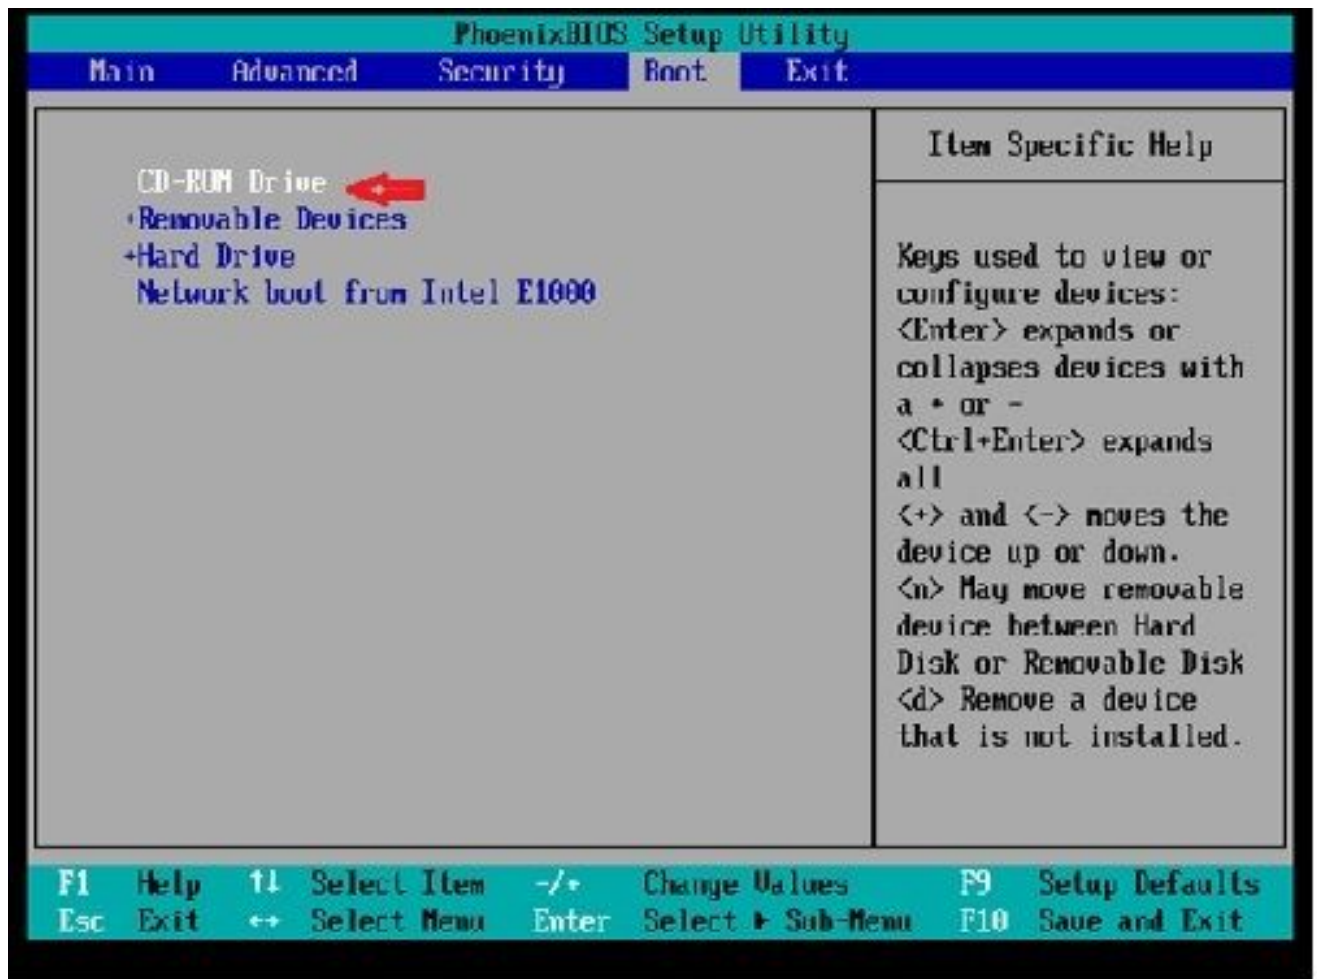 PhoenixBIOS Setup Utility
Main Advanced Security Boot Exit
CD-ROM Drive
+Removable Devices
+Hard Drive
Network boot from Intel E1000
Item Specific Help
Keys used to view or
configure devices:
<Enter> expands or
collapses devices with
a + or -
<Ctrl+Enter> expands
all
<+> and <-> moves the
device up or down.
<n> May move removable
device between Hard
Disk or Removable Disk
<d> Remove a device
that is not installed.
F1 Help ↑↓ Select Item -/+ Change Values F9 Setup Defaults
Esc Exit ↔ Select Menu Enter Select ▶ Sub-Menu F10 Save and Exit